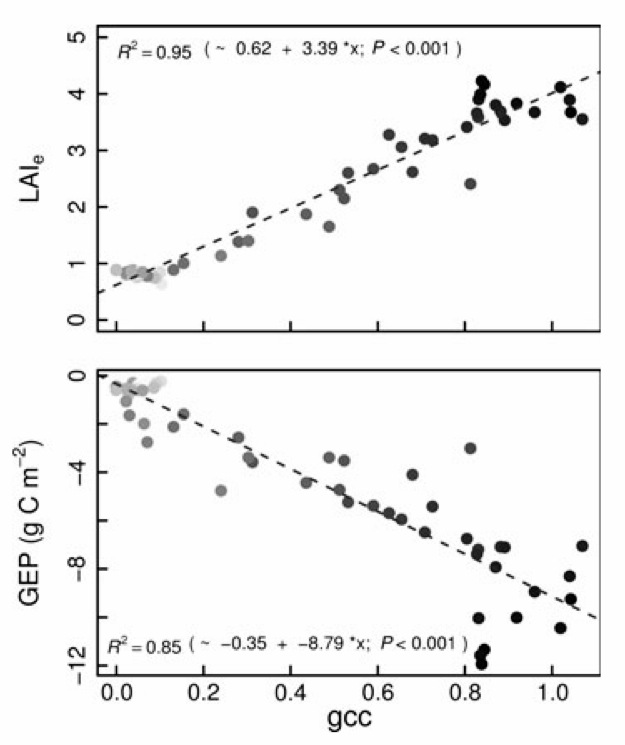 5
R²=0.95 ( ~ 0.62 + 3.39 *x; P < 0.001 )
4
3
LAIe
2
1
0
0
−4
GEP (g C m⁻²)
−8
R²=0.85 ( ~ −0.35 + −8.79 *x; P < 0.001 )
−12
0.0 0.2 0.4 0.6 0.8 1.0
gcc